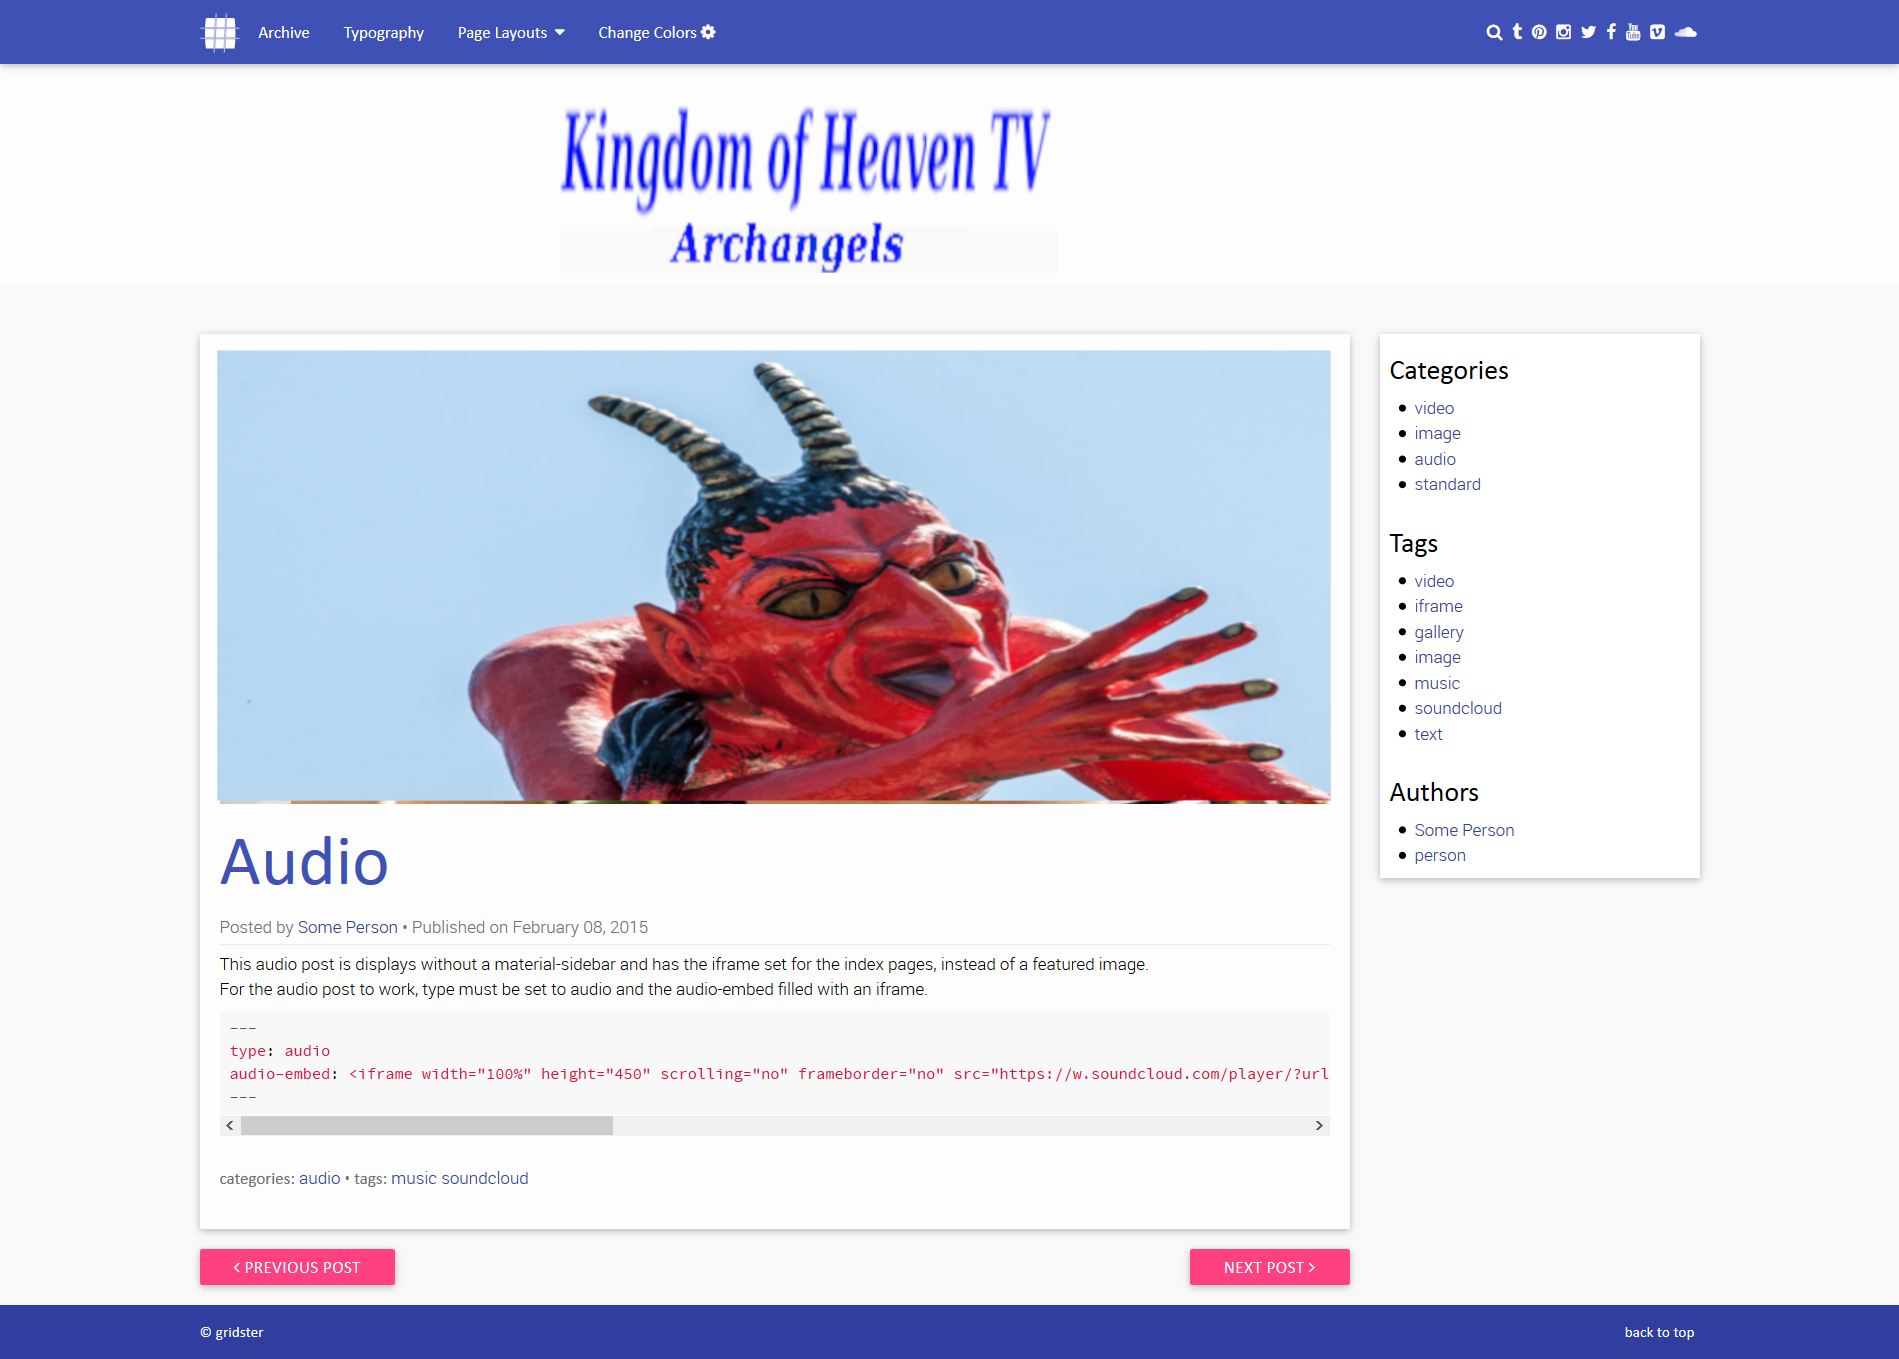 Archive Typography Page Layouts Change Colors
Kingdom of Heaven TV
Archangels
Audio
Posted by Some Person • Published on February 08, 2015
This audio post is displays without a material-sidebar and has the iframe set for the index pages, instead of a featured image.
For the audio post to work, type must be set to audio and the audio-embed filled with an iframe.
---
type: audio
audio-embed: <iframe width="100%" height="450" scrolling="no" frameborder="no" src="https://w.soundcloud.com/player/?url
---
categories: audio • tags: music soundcloud
PREVIOUS POST
NEXT POST
Categories
video
image
audio
standard
Tags
video
iframe
gallery
image
music
soundcloud
text
Authors
Some Person
person
© gridster
back to top